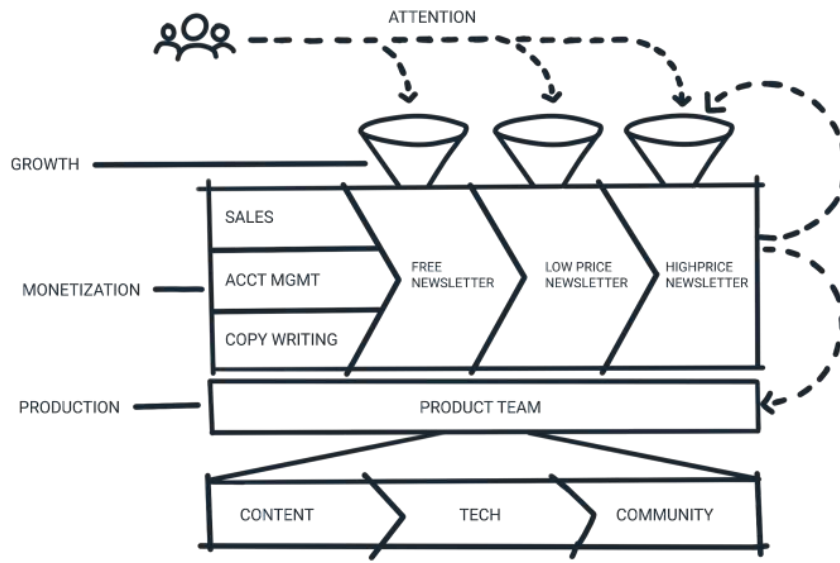 ATTENTION
GROWTH
SALES
ACCT MGMT
COPY WRITING
MONETIZATION
FREE
NEWSLETTER
LOW PRICE
NEWSLETTER
HIGHPRICE
NEWSLETTER
PRODUCTION
PRODUCT TEAM
CONTENT
TECH
COMMUNITY